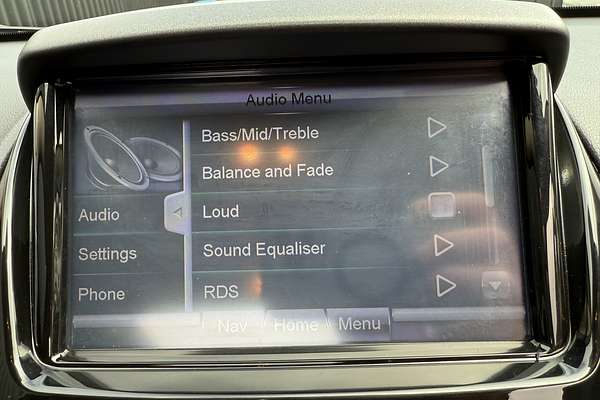 Audio Menu
Bass/Mid/Treble
Balance and Fade
Audio
Loud
Settings
Sound Equaliser
Phone
RDS
Nav Home Menu